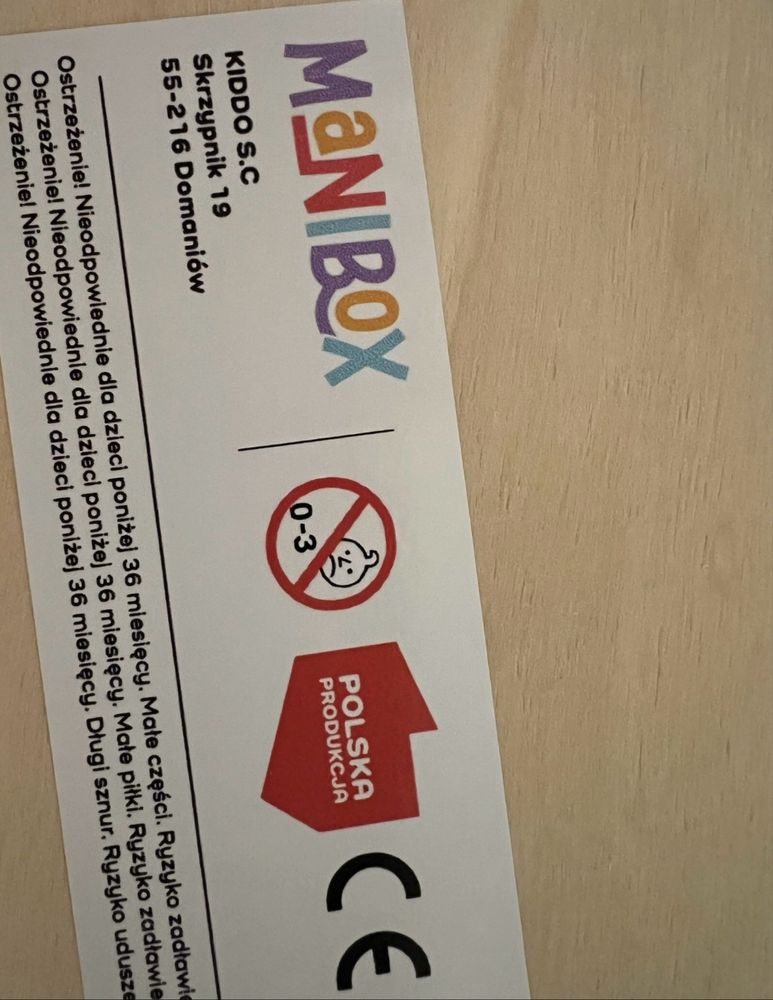 MaNIBOX
KIDDO S.C
Skrzypnik 19
55-216 Domaniów
0-3
POLSKA
PRODUKCJA
CE
Ostrzeżenie! Nieodpowiednie dla dzieci poniżej 36 miesięcy. Małe części. Ryzyko
Ostrzeżenie! Nieodpowiednie dla dzieci poniżej 36 miesięcy. Małe piłki. Ryzyko
Ostrzeżenie! Nieodpowiednie dla dzieci poniżej 36 miesięcy. Długi sznur. Ryzyko